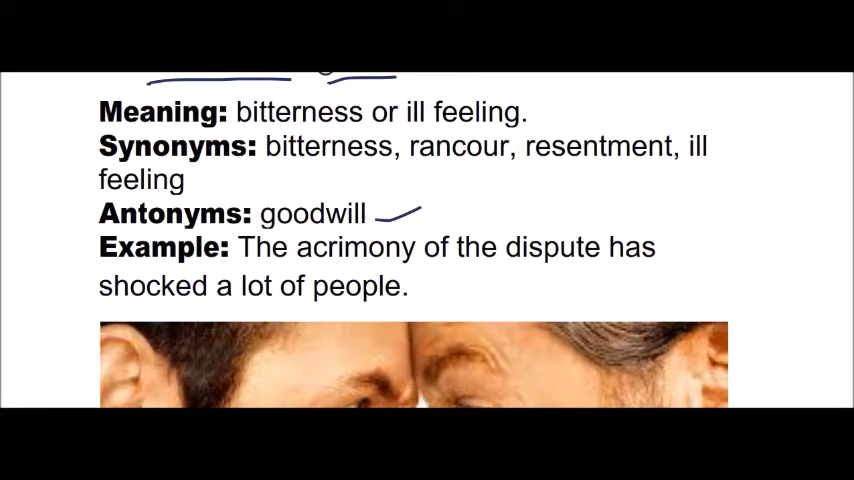 Meaning: bitterness or ill feeling.
Synonyms: bitterness, rancour, resentment, ill
feeling
Antonyms: goodwill
Example: The acrimony of the dispute has
shocked a lot of people.